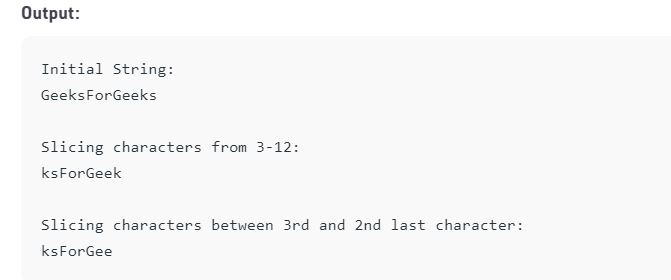 Output:
Initial String:
GeeksForGeeks
Slicing characters from 3-12:
ksForGeek
Slicing characters between 3rd and 2nd last character:
ksForGee